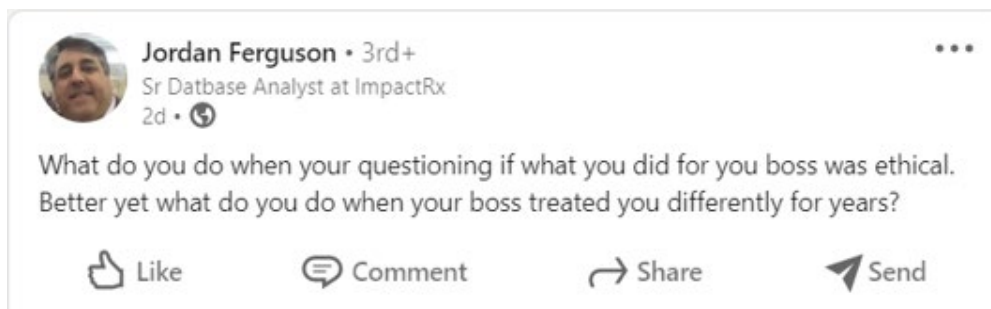 Jordan Ferguson • 3rd+
Sr Datbase Analyst at ImpactRx
2d •
What do you do when your questioning if what you did for you boss was ethical.
Better yet what do you do when your boss treated you differently for years?
Like Comment Share Send